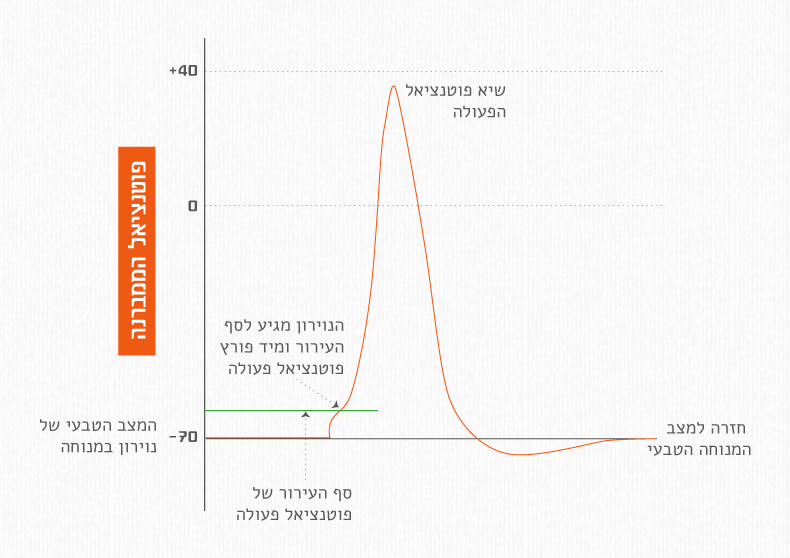 +40
שיא פוטנציאל
הפעולה
0
פוטנציאל הממברנה
הנוירון מגיע לסף
העירור ומיד פורץ
פוטנציאל פעולה
המצב הטבעי של
נוירון במנוחה
-70
חזרה למצב
המנוחה הטבעי
סף העירור של
פוטנציאל פעולה